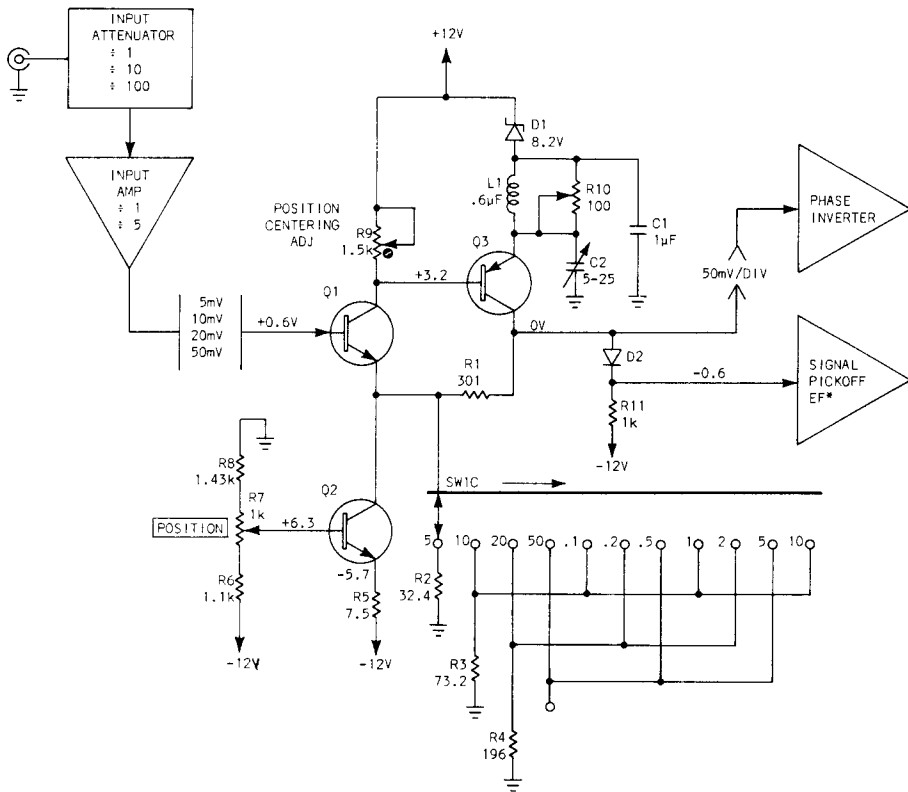 INPUT
ATTENUATOR
÷ 1
÷ 10
÷ 100
INPUT
AMP
÷ 1
÷ 5
5mV
10mV
20mV
50mV
+0.6V
+12V
D1
8.2V
L1
.6μF
R10
100
C1
1μF
C2
5-25
POSITION
CENTERING
ADJ
R9
1.5k
Q3
+3.2
Q1
0V
R1
301
D2
-0.6
R11
1k
-12V
50mV/DIV
PHASE
INVERTER
SIGNAL
PICKOFF
EF*
R8
1.43k
R7
1k
POSITION
+6.3
R6
1.1k
-12V
Q2
-5.7
R5
7.5
-12V
SW1C
5 10 20 50 .1 .2 .5 1 2 5 10
R2
32.4
R3
73.2
R4
196